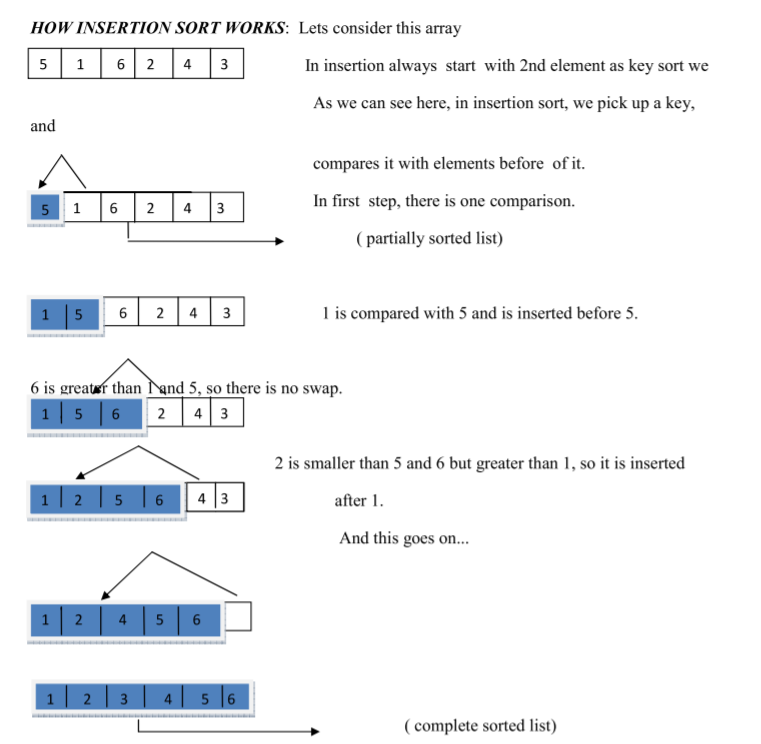 HOW INSERTION SORT WORKS: Lets consider this array
5 1 6 2 4 3 In insertion always start with 2nd element as key sort we
As we can see here, in insertion sort, we pick up a key,
and
compares it with elements before of it.
5 1 6 2 4 3 In first step, there is one comparison.
( partially sorted list)
1 5 6 2 4 3 1 is compared with 5 and is inserted before 5.
6 is greater than 1 and 5, so there is no swap.
1 5 6 2 4 3
2 is smaller than 5 and 6 but greater than 1, so it is inserted
1 2 5 6 4 3 after 1.
And this goes on...
1 2 4 5 6
1 2 3 4 5 6
( complete sorted list)